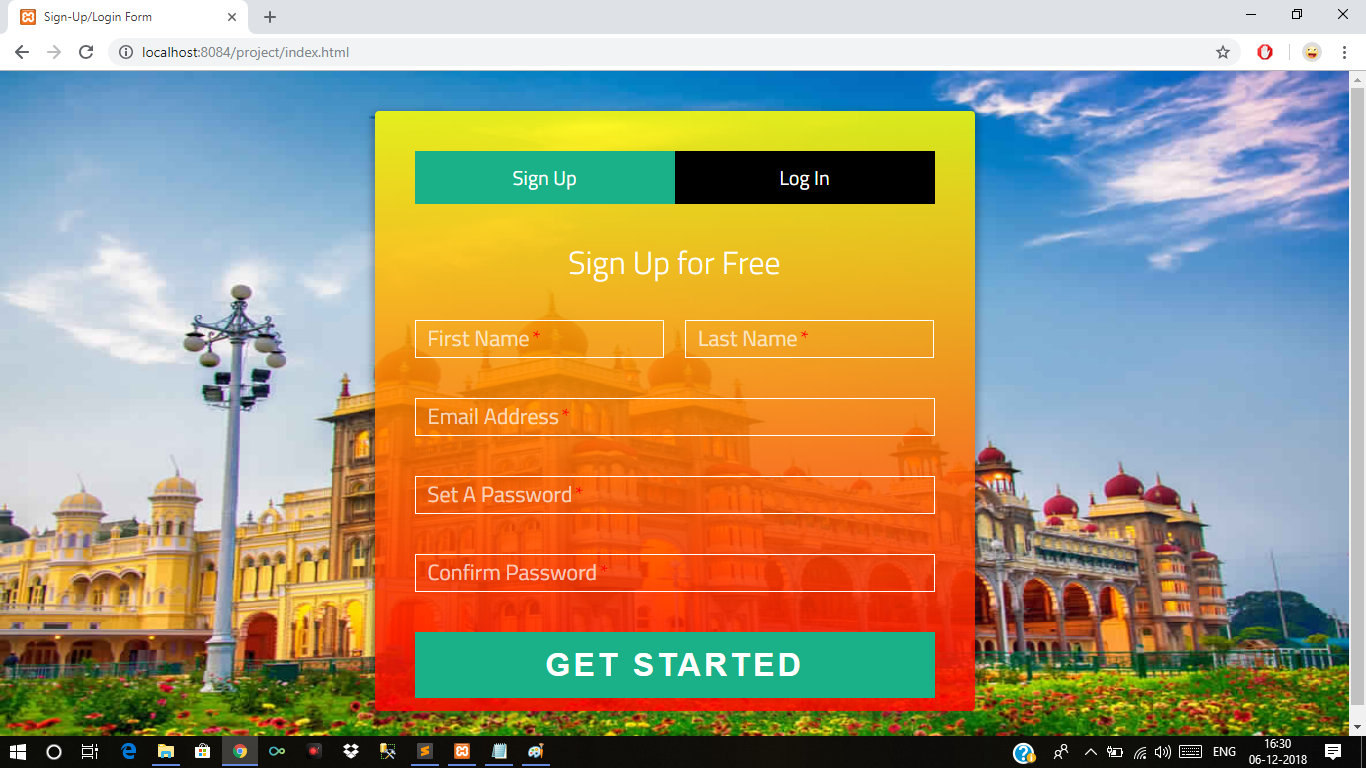 Sign-Up/Login Form
localhost:8084/project/index.html
Sign Up Log In
Sign Up for Free
First Name * Last Name *
Email Address *
Set A Password *
Confirm Password *
GET STARTED
ENG
16:30
06-12-2018